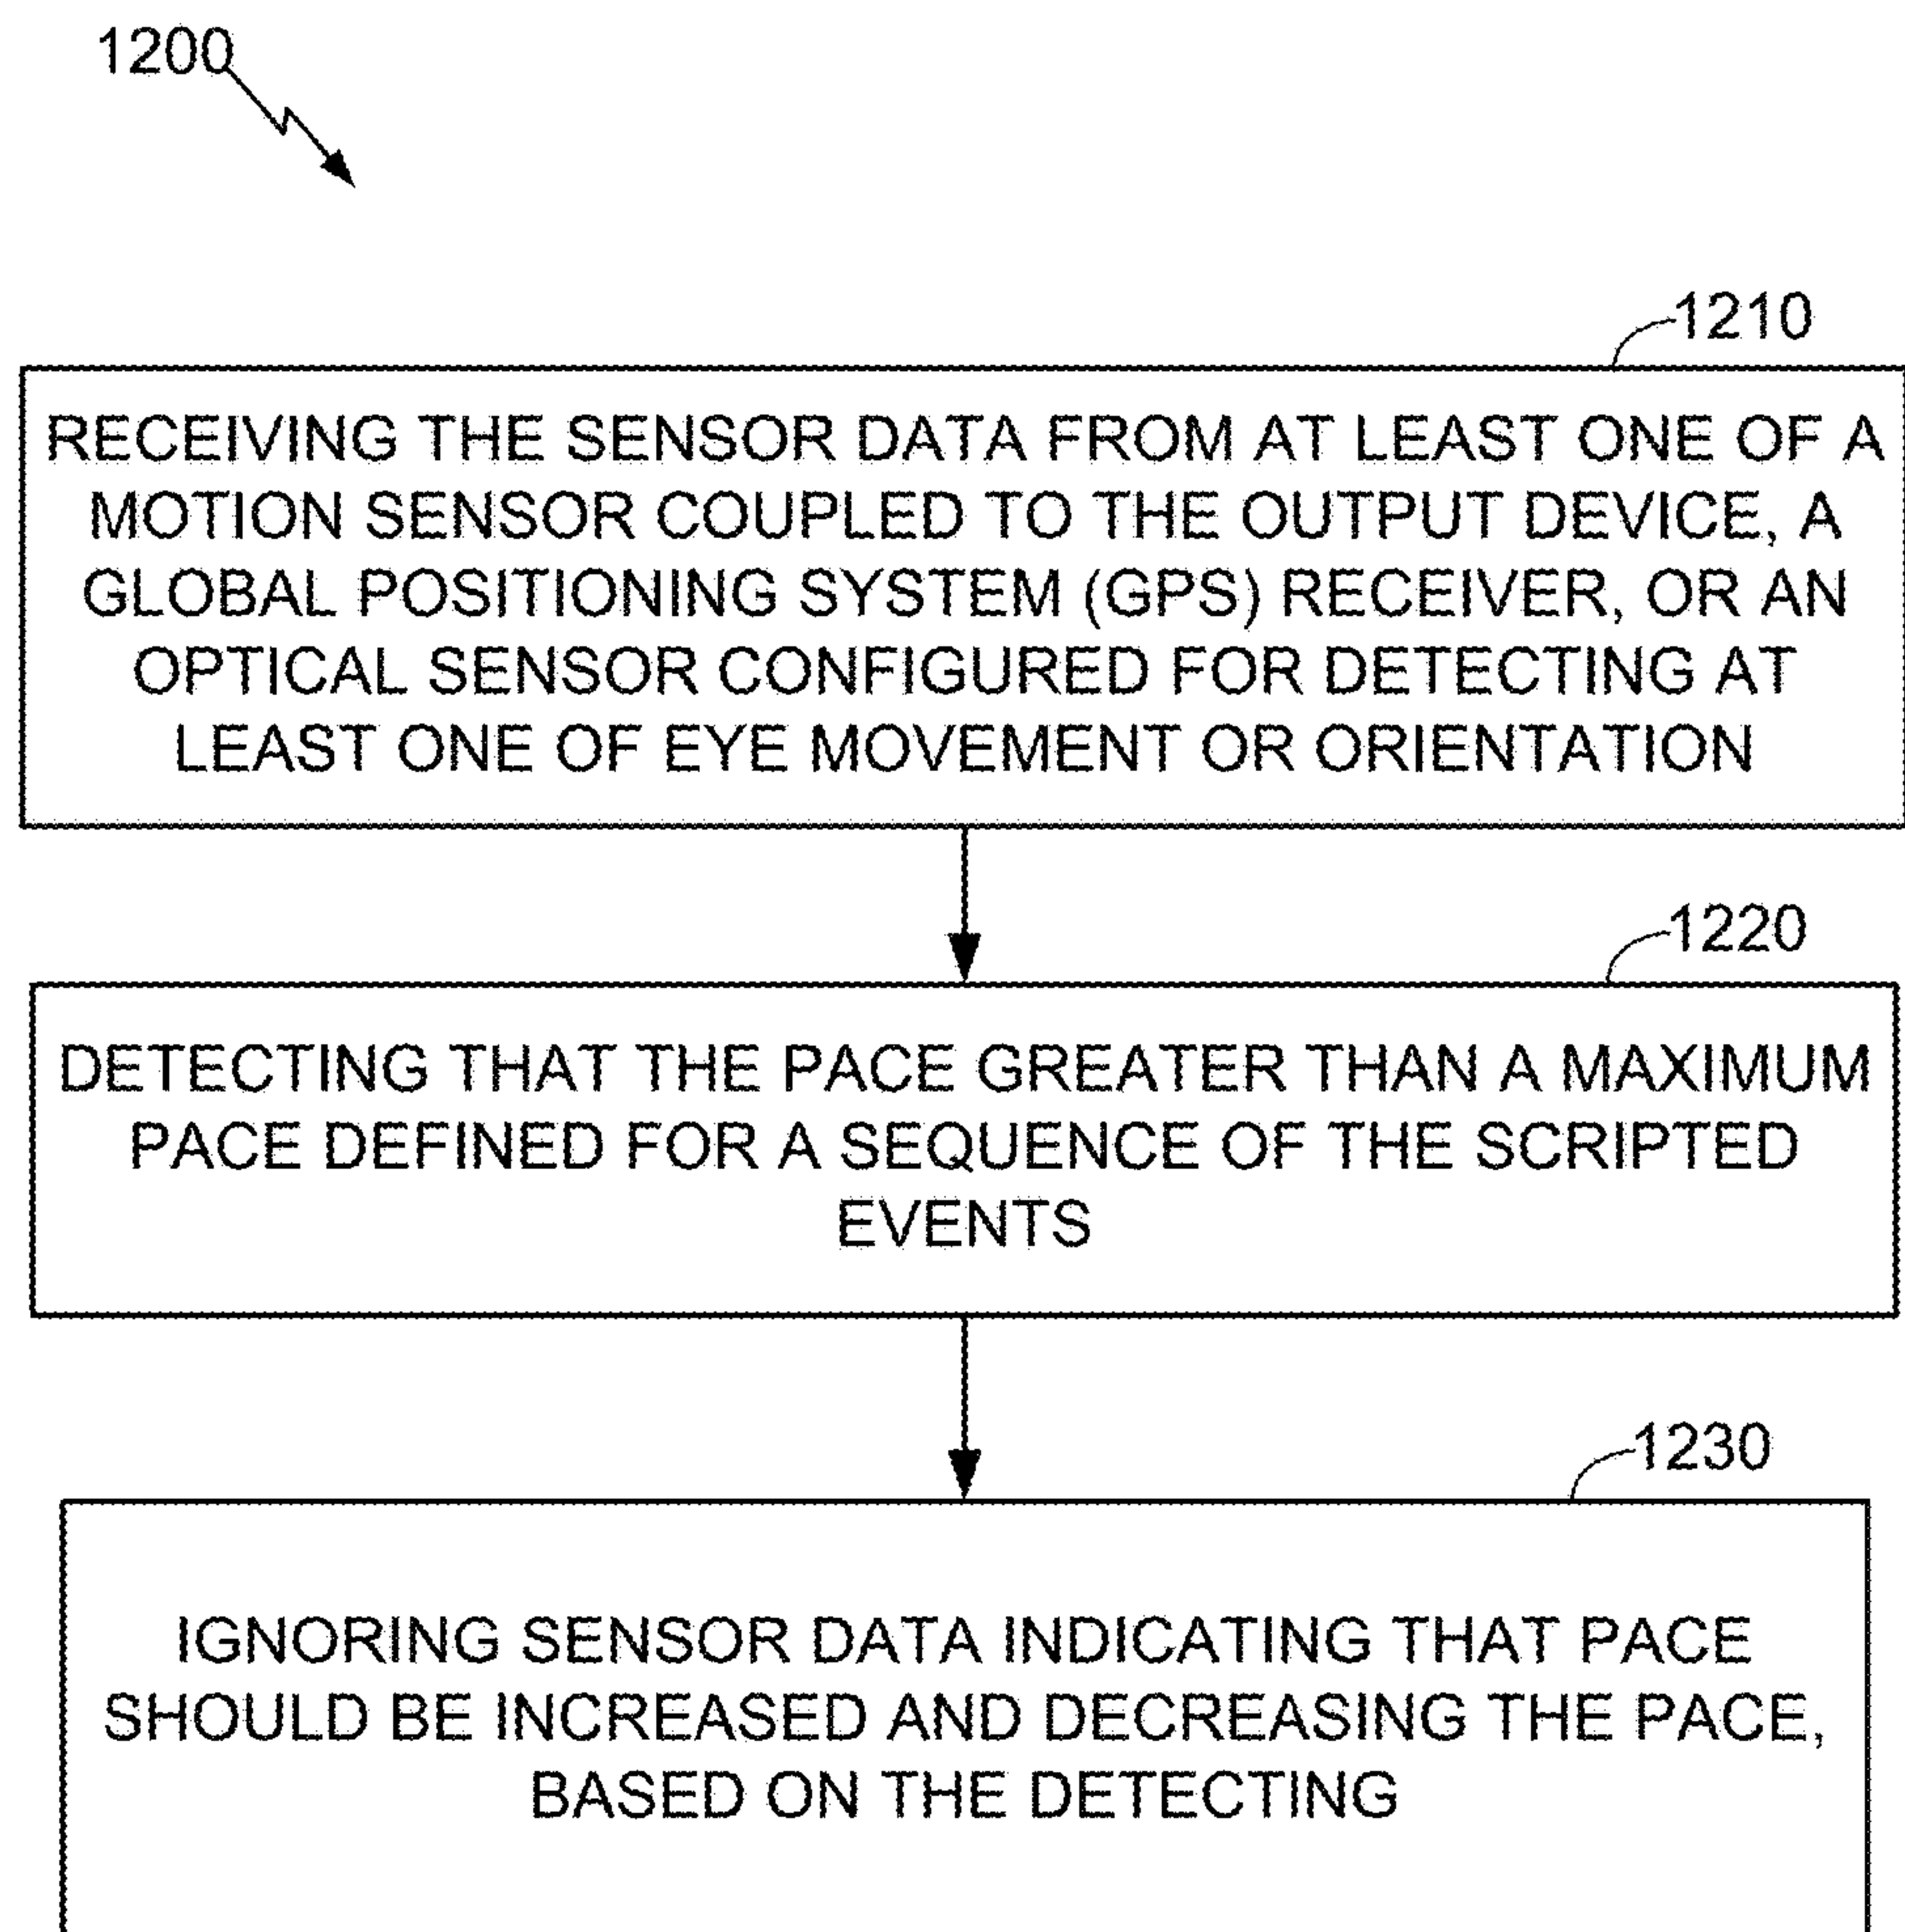 1200
1210
RECEIVING THE SENSOR DATA FROM AT LEAST ONE OF A
MOTION SENSOR COUPLED TO THE OUTPUT DEVICE, A
GLOBAL POSITIONING SYSTEM (GPS) RECEIVER, OR AN
OPTICAL SENSOR CONFIGURED FOR DETECTING AT
LEAST ONE OF EYE MOVEMENT OR ORIENTATION
1220
DETECTING THAT THE PACE GREATER THAN A MAXIMUM
PACE DEFINED FOR A SEQUENCE OF THE SCRIPTED
EVENTS
1230
IGNORING SENSOR DATA INDICATING THAT PACE
SHOULD BE INCREASED AND DECREASING THE PACE,
BASED ON THE DETECTING